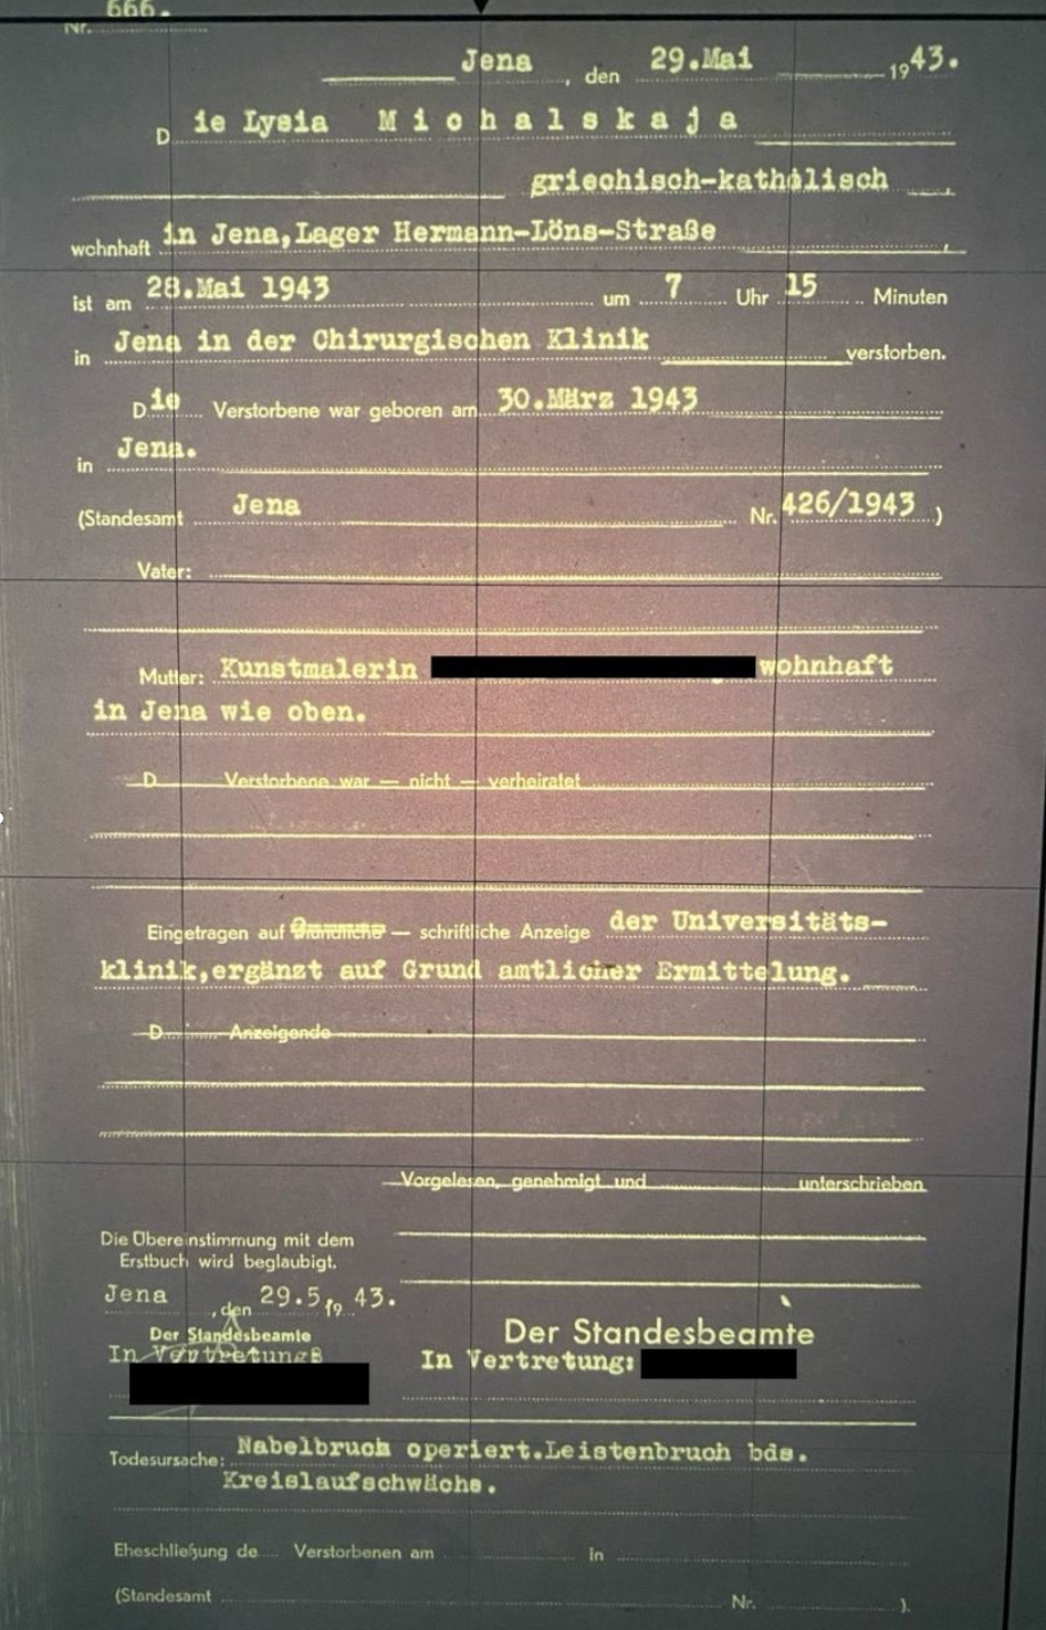 666.
Nr.
Jena, den 29.Mai 1943.
Die Lysia Michalskaja
griechisch-katholisch,
wohnhaft in Jena,Lager Hermann-Löns-Straße,
ist am 28.Mai 1943 um 7 Uhr 15 Minuten
in Jena in der Chirurgischen Klinik verstorben.
Die Verstorbene war geboren am 30.März 1943
in Jena.
(Standesamt Jena Nr. 426/1943)
Vater:
Mutter: Kunstmalerin wohnhaft
in Jena wie oben.
D Verstorbene war — nicht — verheiratet
Eingetragen auf — schriftliche Anzeige der Universitäts-
klinik,ergänzt auf Grund amtlicher Ermittelung.
D Anzeigende
Vorgelesen, genehmigt und unterschrieben
Die Übereinstimmung mit dem
Erstbuch wird beglaubigt.
Jena, den 29.5.1943.
Der Standesbeamte
In Vertretung:
Der Standesbeamte
In Vertretung:
Todesursache: Nabelbruch operiert.Leistenbruch bds.
Kreislaufschwäche.
Eheschließung de Verstorbenen am in
(Standesamt Nr. ).